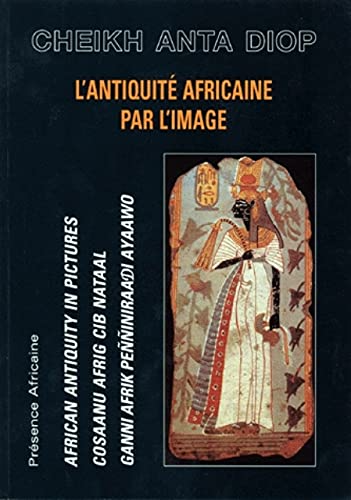 CHEIKH ANTA DIOP
L'ANTIQUITÉ AFRICAINE
PAR L'IMAGE
AFRICAN ANTIQUITY IN PICTURES
COSAANU AFRIG CIB NATAAL
GANNI AFRIK PEÑÑINIRAAƊI AYAAWO
Présence Africaine